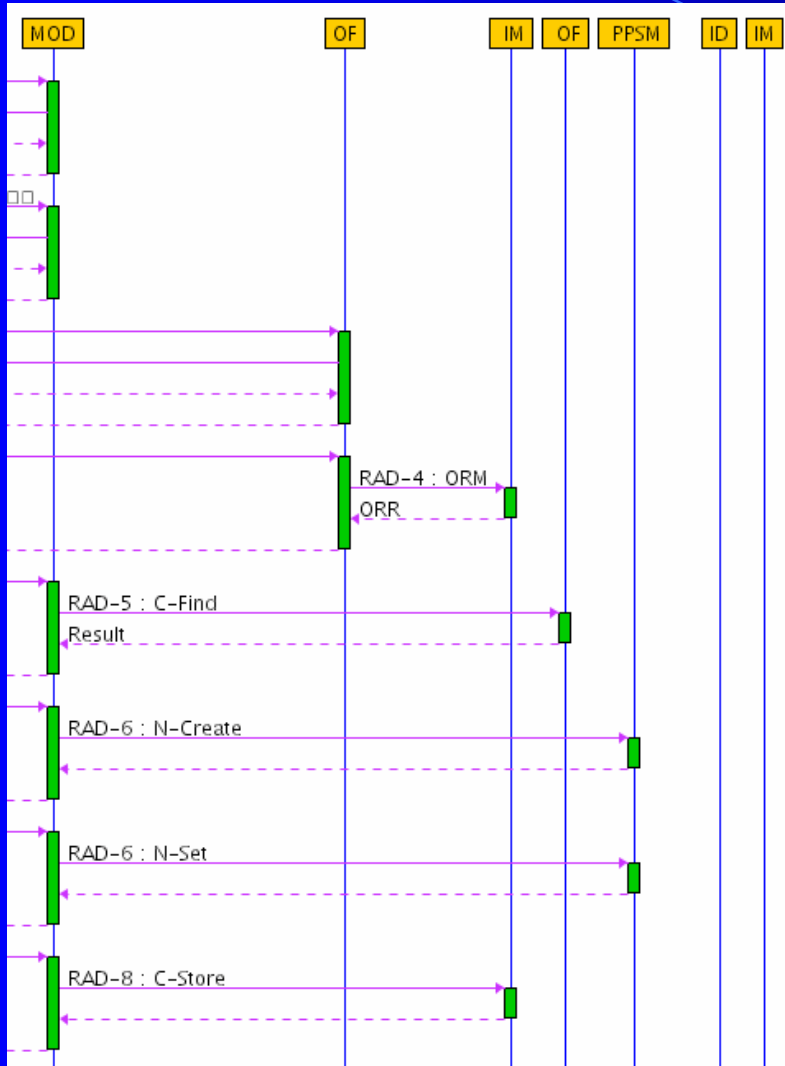 MOD OF IM OF PPSM ID IM
RAD-4 : ORM
ORR
RAD-5 : C-Find
Result
RAD-6 : N-Create
RAD-6 : N-Set
RAD-8 : C-Store